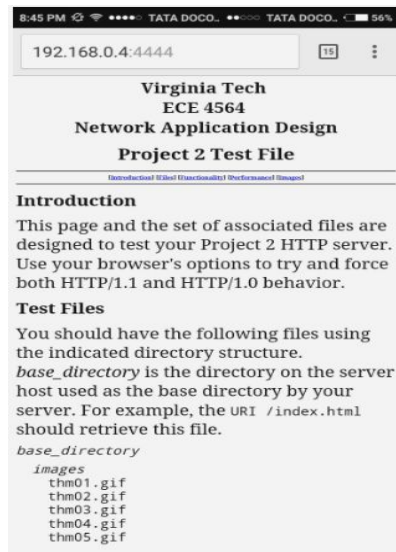 8:45 PM TATA DOCO.. TATA DOCO.. 56%
192.168.0.4:4444 15
Virginia Tech
ECE 4564
Network Application Design
Project 2 Test File
[Introduction] [Files] [Functionality] [Performance] [Images]
Introduction
This page and the set of associated files are
designed to test your Project 2 HTTP server.
Use your browser's options to try and force
both HTTP/1.1 and HTTP/1.0 behavior.
Test Files
You should have the following files using
the indicated directory structure.
base_directory is the directory on the server
host used as the base directory by your
server. For example, the URI /index.html
should retrieve this file.
base_directory
images
thm01.gif
thm02.gif
thm03.gif
thm04.gif
thm05.gif